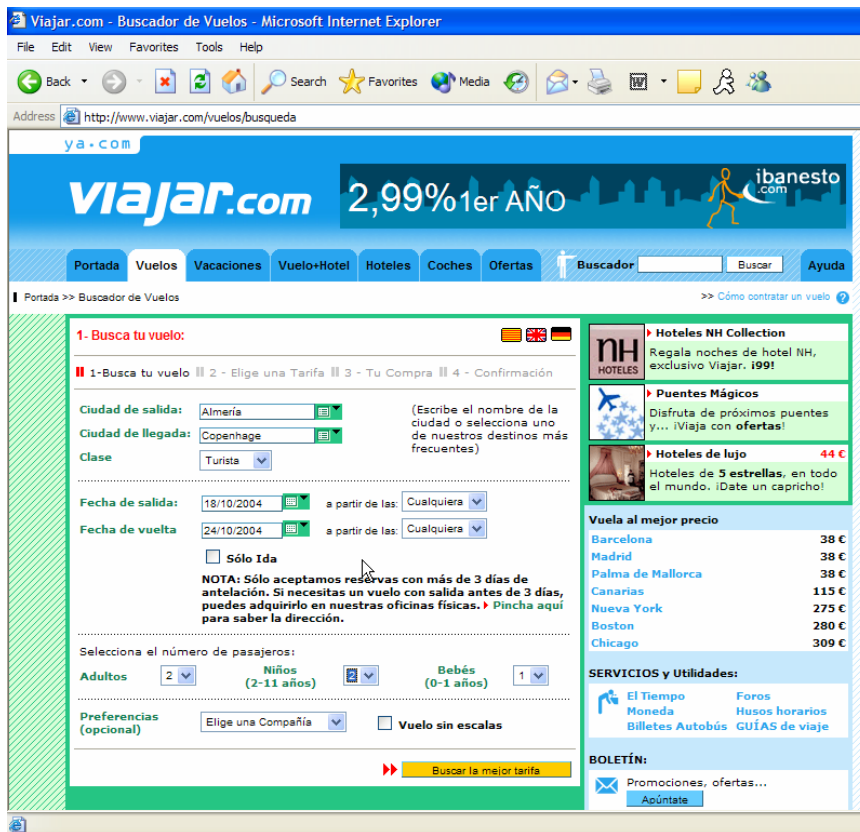 Viajar.com - Buscador de Vuelos - Microsoft Internet Explorer
File Edit View Favorites Tools Help
Back Search Favorites Media
Address http://www.viajar.com/vuelos/busqueda
ya.com
viajar.com
2,99% 1er AÑO
ibanesto
.com
Portada Vuelos Vacaciones Vuelo+Hotel Hoteles Coches Ofertas Buscador Buscar Ayuda
Portada >> Buscador de Vuelos
>> Cómo contratar un vuelo ?
1- Busca tu vuelo:
1-Busca tu vuelo 2 - Elige una Tarifa 3 - Tu Compra 4 - Confirmación
Ciudad de salida: Almería
Ciudad de llegada: Copenhage
Clase Turista
(Escribe el nombre de la
ciudad o selecciona uno
de nuestros destinos más
frecuentes)
Fecha de salida: 18/10/2004 a partir de las: Cualquiera
Fecha de vuelta 24/10/2004 a partir de las: Cualquiera
Sólo Ida
NOTA: Sólo aceptamos reservas con más de 3 días de
antelación. Si necesitas un vuelo con salida antes de 3 días,
puedes adquirirlo en nuestras oficinas físicas. Pincha aquí
para saber la dirección.
Selecciona el número de pasajeros:
Adultos 2 Niños
(2-11 años) 2 Bebés
(0-1 años) 1
Preferencias
(opcional) Elige una Compañía Vuelo sin escalas
Buscar la mejor tarifa
nH
HOTELES
Hoteles NH Collection
Regala noches de hotel NH,
exclusivo Viajar. ¡99!
Puentes Mágicos
Disfruta de próximos puentes
y... ¡Viaja con ofertas!
Hoteles de lujo 44 €
Hoteles de 5 estrellas, en todo
el mundo. ¡Date un capricho!
Vuela al mejor precio
Barcelona 38 €
Madrid 38 €
Palma de Mallorca 38 €
Canarias 115 €
Nueva York 275 €
Boston 280 €
Chicago 309 €
SERVICIOS y Utilidades:
El Tiempo Foros
Moneda Husos horarios
Billetes Autobús GUÍAS de viaje
BOLETÍN:
Promociones, ofertas...
Apúntate